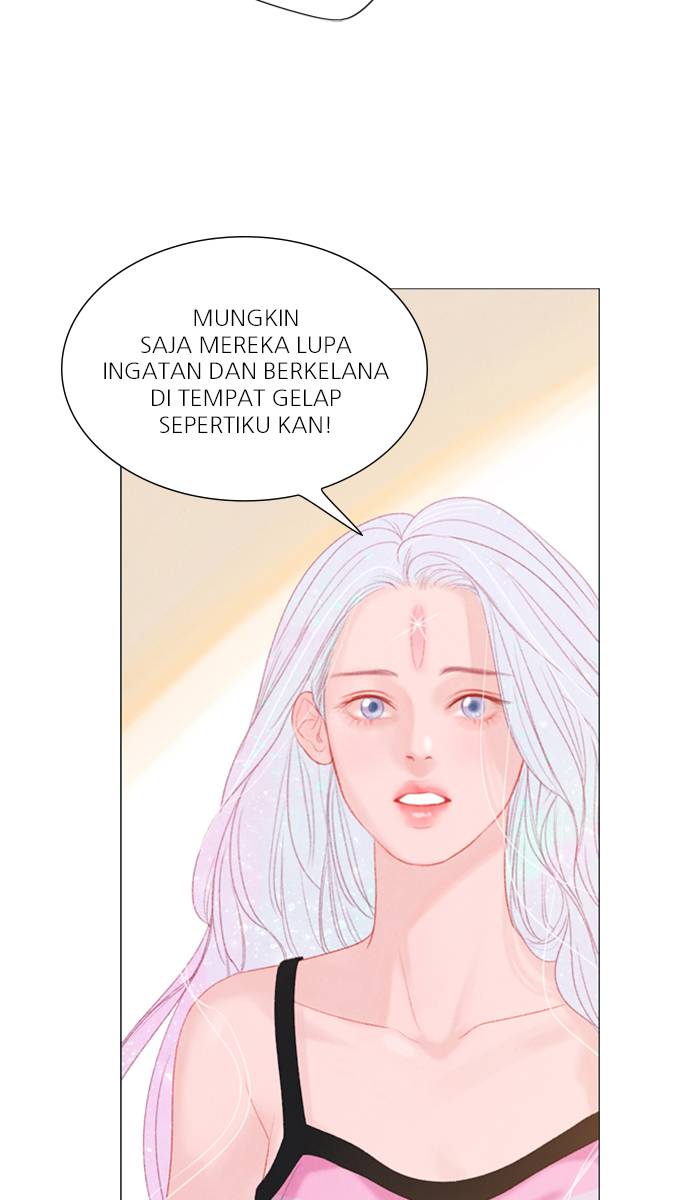 MUNGKIN
SAJA MEREKA LUPA
INGATAN DAN BERKELANA
DI TEMPAT GELAP
SEPERTIKU KAN!